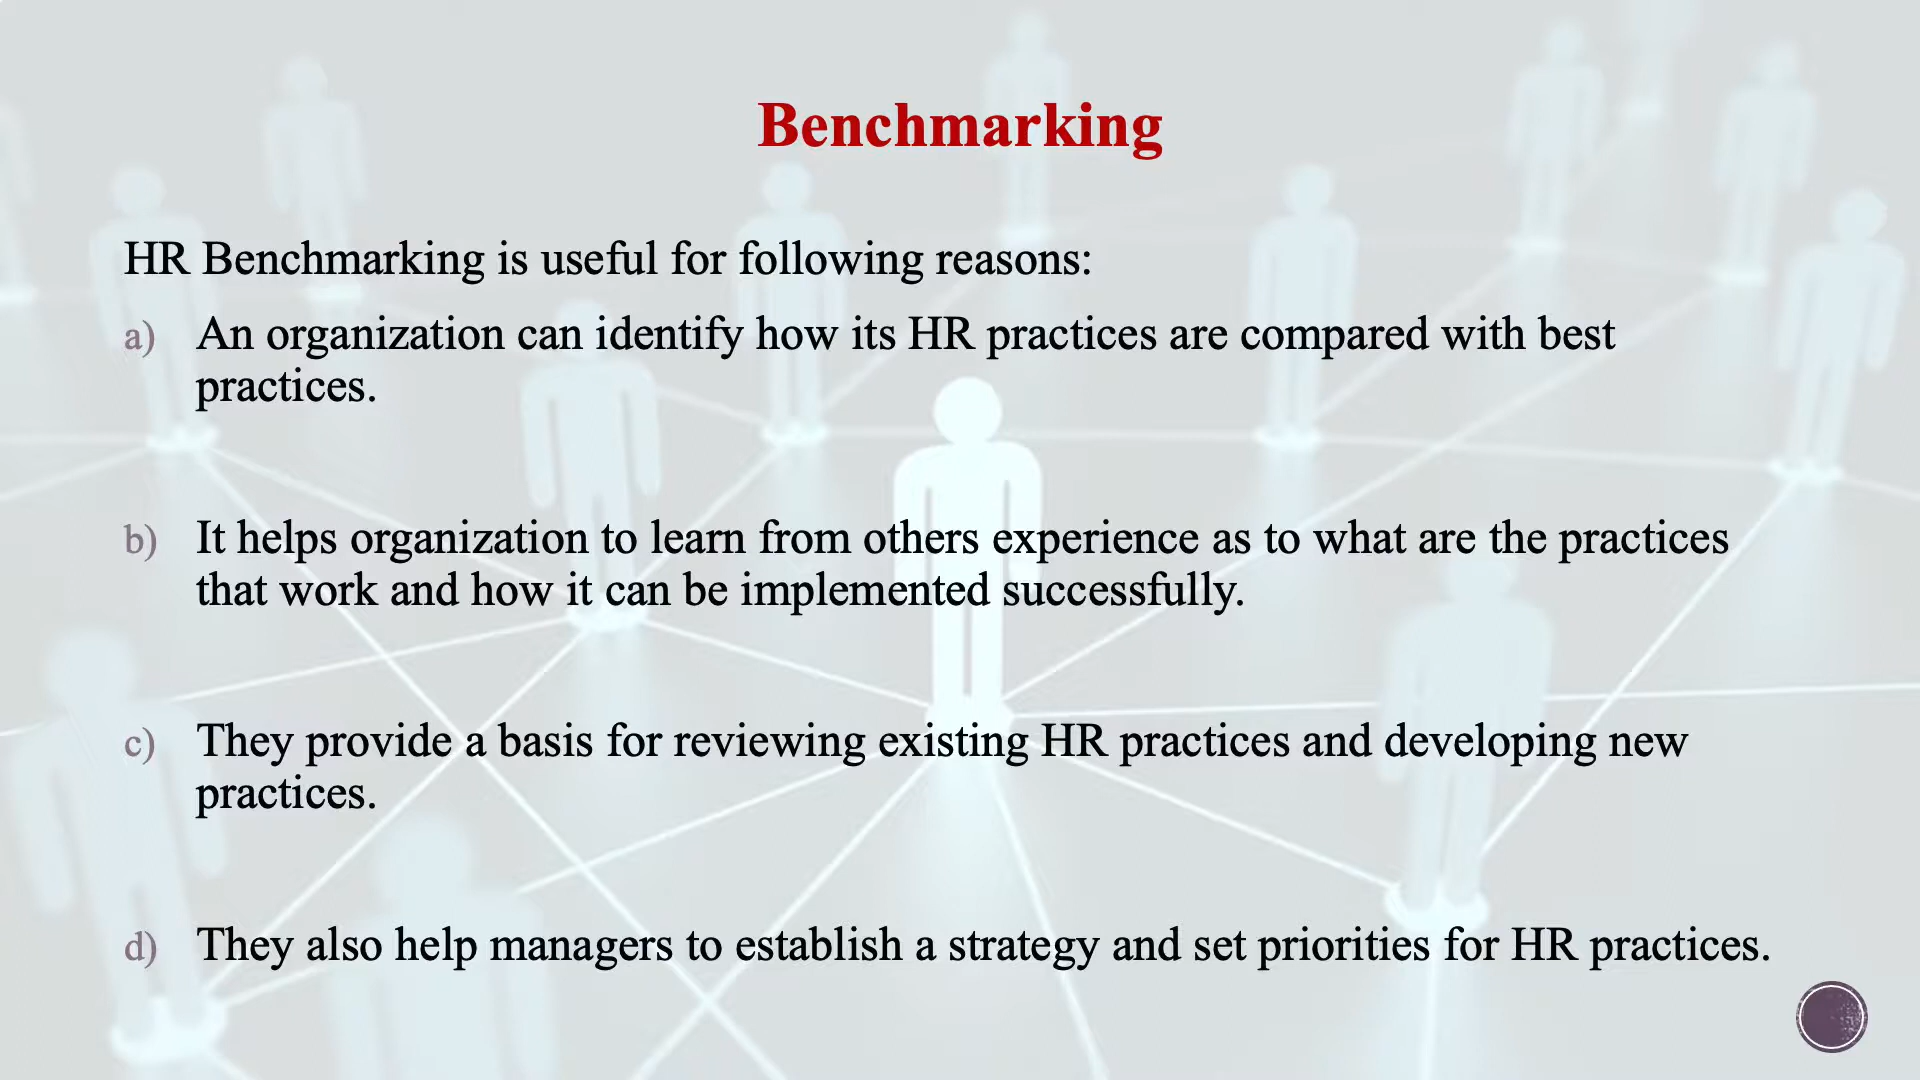 Benchmarking
HR Benchmarking is useful for following reasons:
a) An organization can identify how its HR practices are compared with best
practices.
b) It helps organization to learn from others experience as to what are the practices
that work and how it can be implemented successfully.
c) They provide a basis for reviewing existing HR practices and developing new
practices.
d) They also help managers to establish a strategy and set priorities for HR practices.